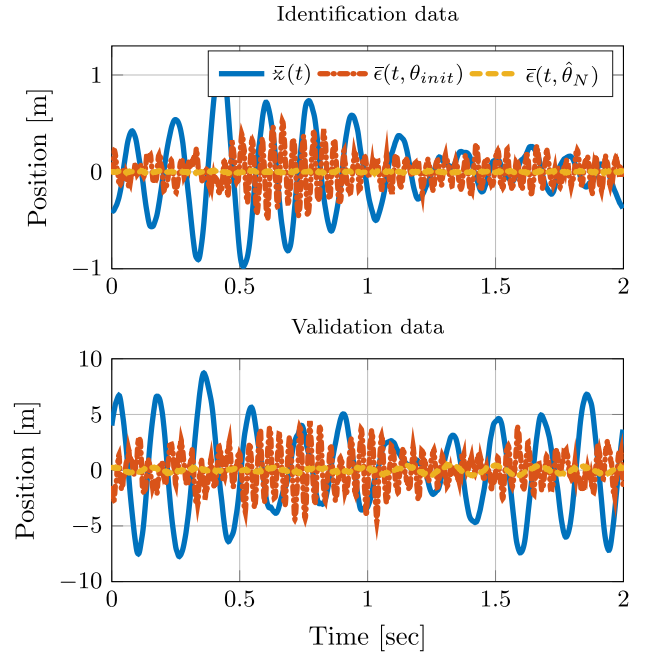 Identification data
z̄(t) ε̄(t, θ_init) ε̄(t, θ̂_N)
1
0
−1
Position [m]
0 0.5 1 1.5 2
Validation data
10
5
0
−5
−10
Position [m]
0 0.5 1 1.5 2
Time [sec]